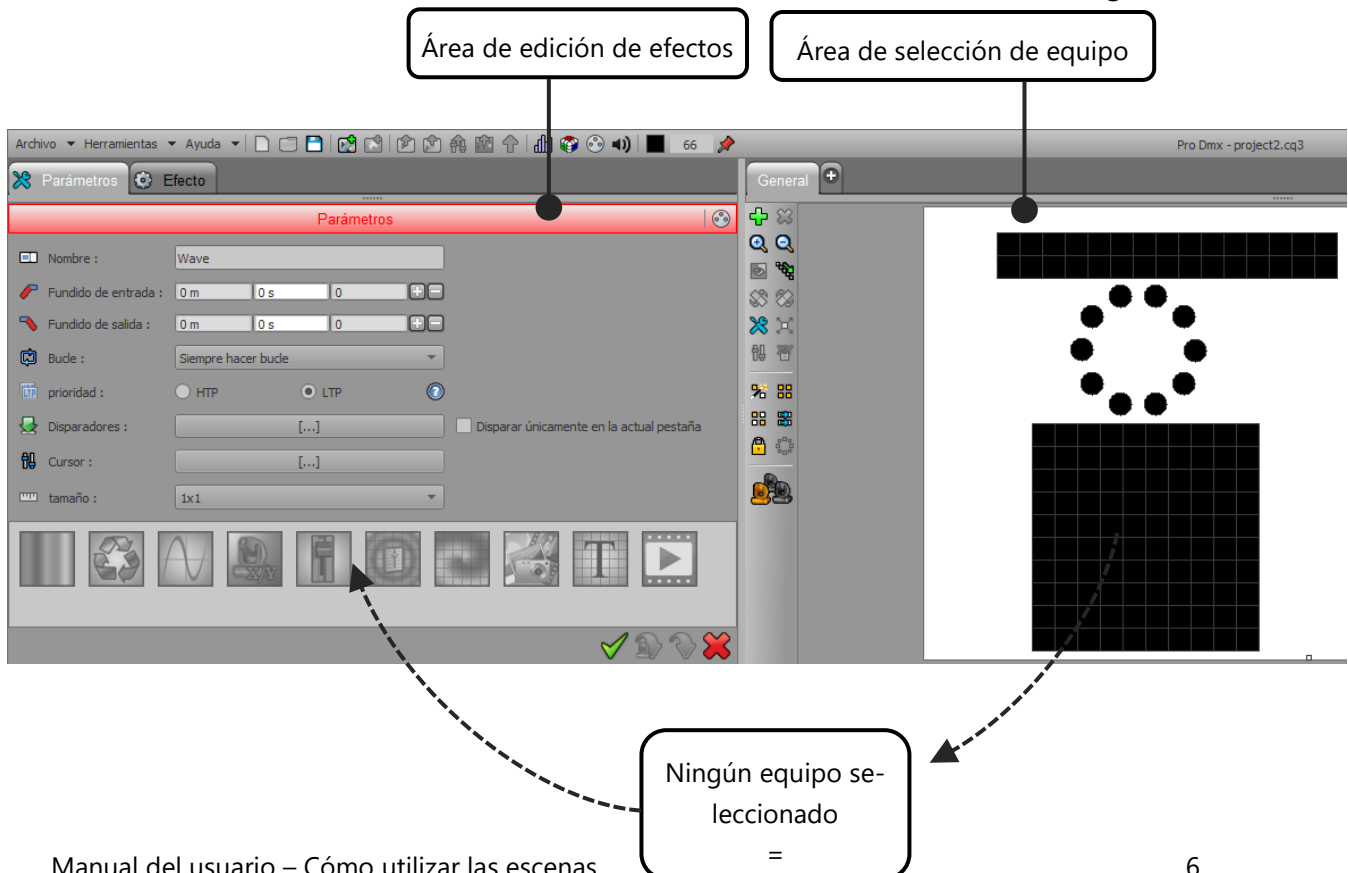 Área de edición de efectos
Área de selección de equipo
Archivo Herramientas Ayuda 66 Pro Dmx - project2.cq3
Parámetros Efecto General
Parámetros
Nombre : Wave
Fundido de entrada : 0 m 0 s 0
Fundido de salida : 0 m 0 s 0
Bucle : Siempre hacer bucle
prioridad : HTP LTP
Disparadores : [...] Disparar únicamente en la actual pestaña
Cursor : [...]
tamaño : 1x1
X/Y T
Ningún equipo se-
leccionado
=
Manual del usuario – Cómo utilizar las escenas 6